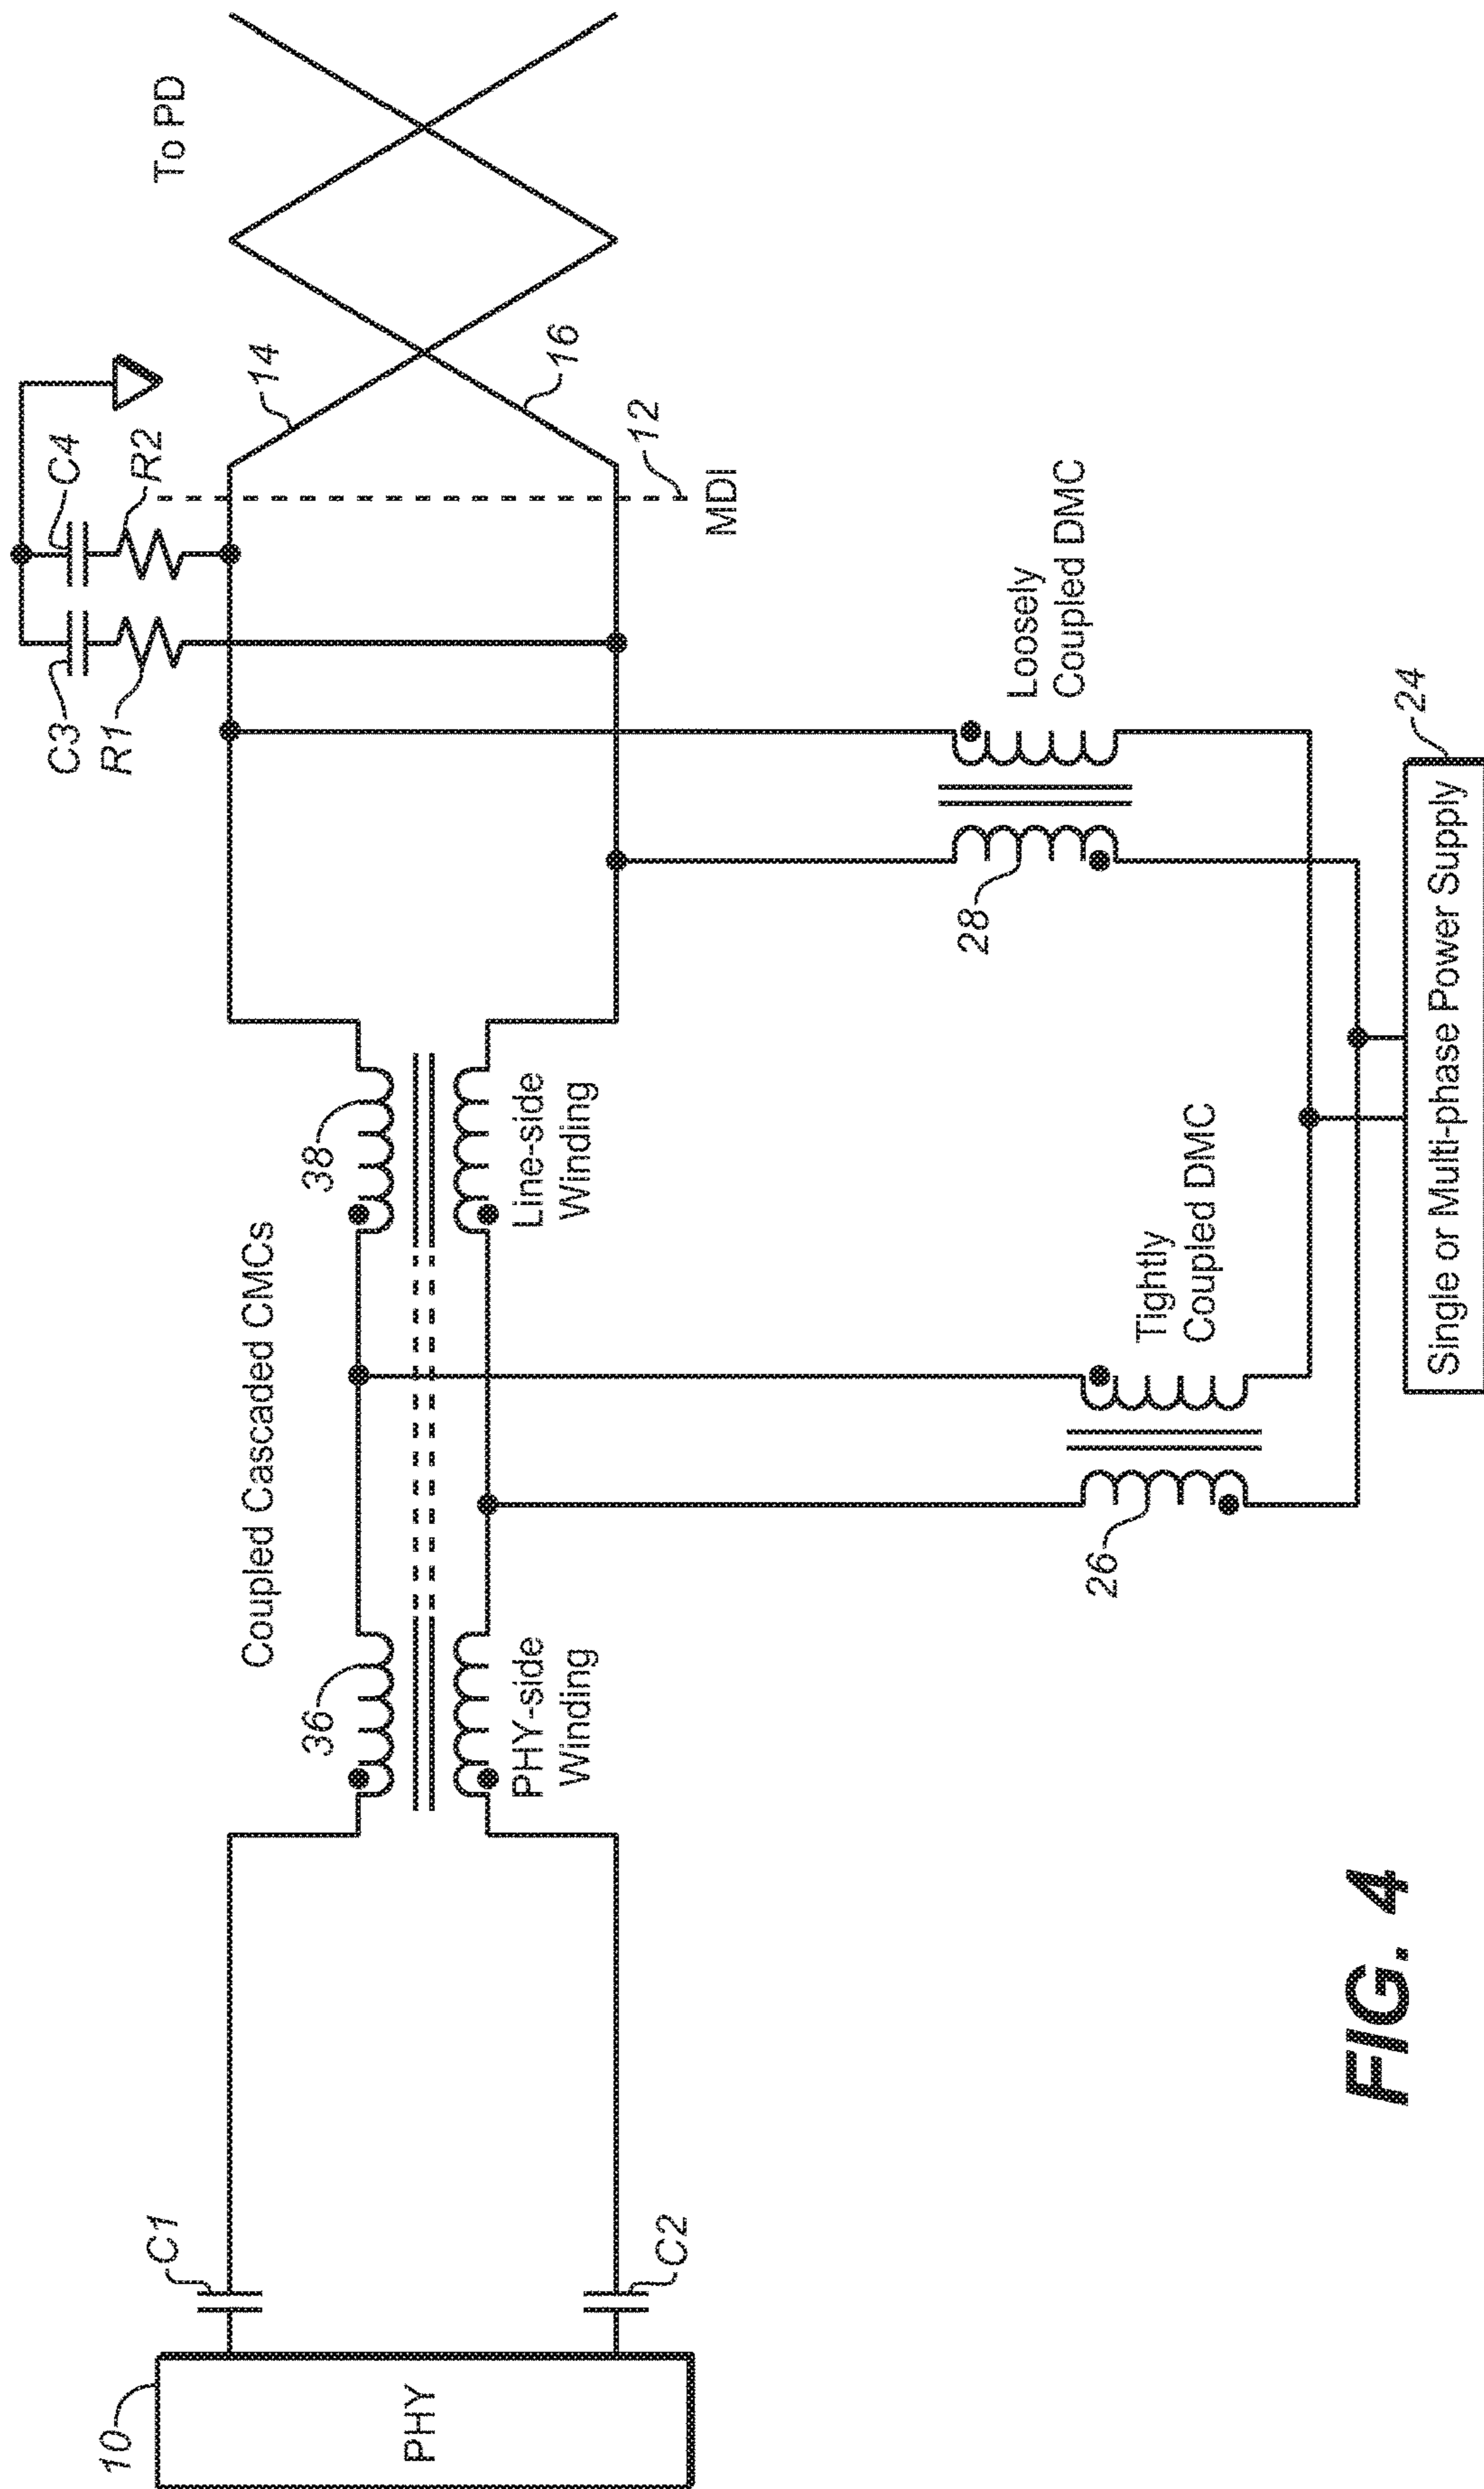 10
PHY
C1
C2
Coupled Cascaded CMCs
36
PHY-side
Winding
38
Line-side
Winding
C3
R1
C4
R2
14
16
To PD
12
MDI
26
Tightly
Coupled DMC
28
Loosely
Coupled DMC
24
Single or Multi-phase Power Supply
FIG. 4